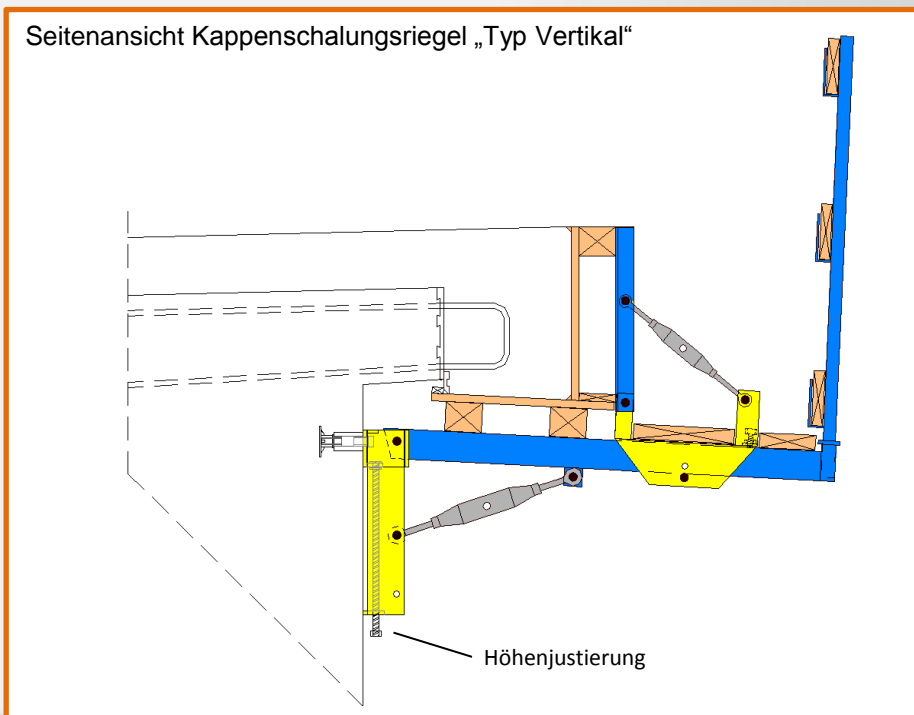 Seitenansicht Kappenschalungsriegel „Typ Vertikal“
Höhenjustierung